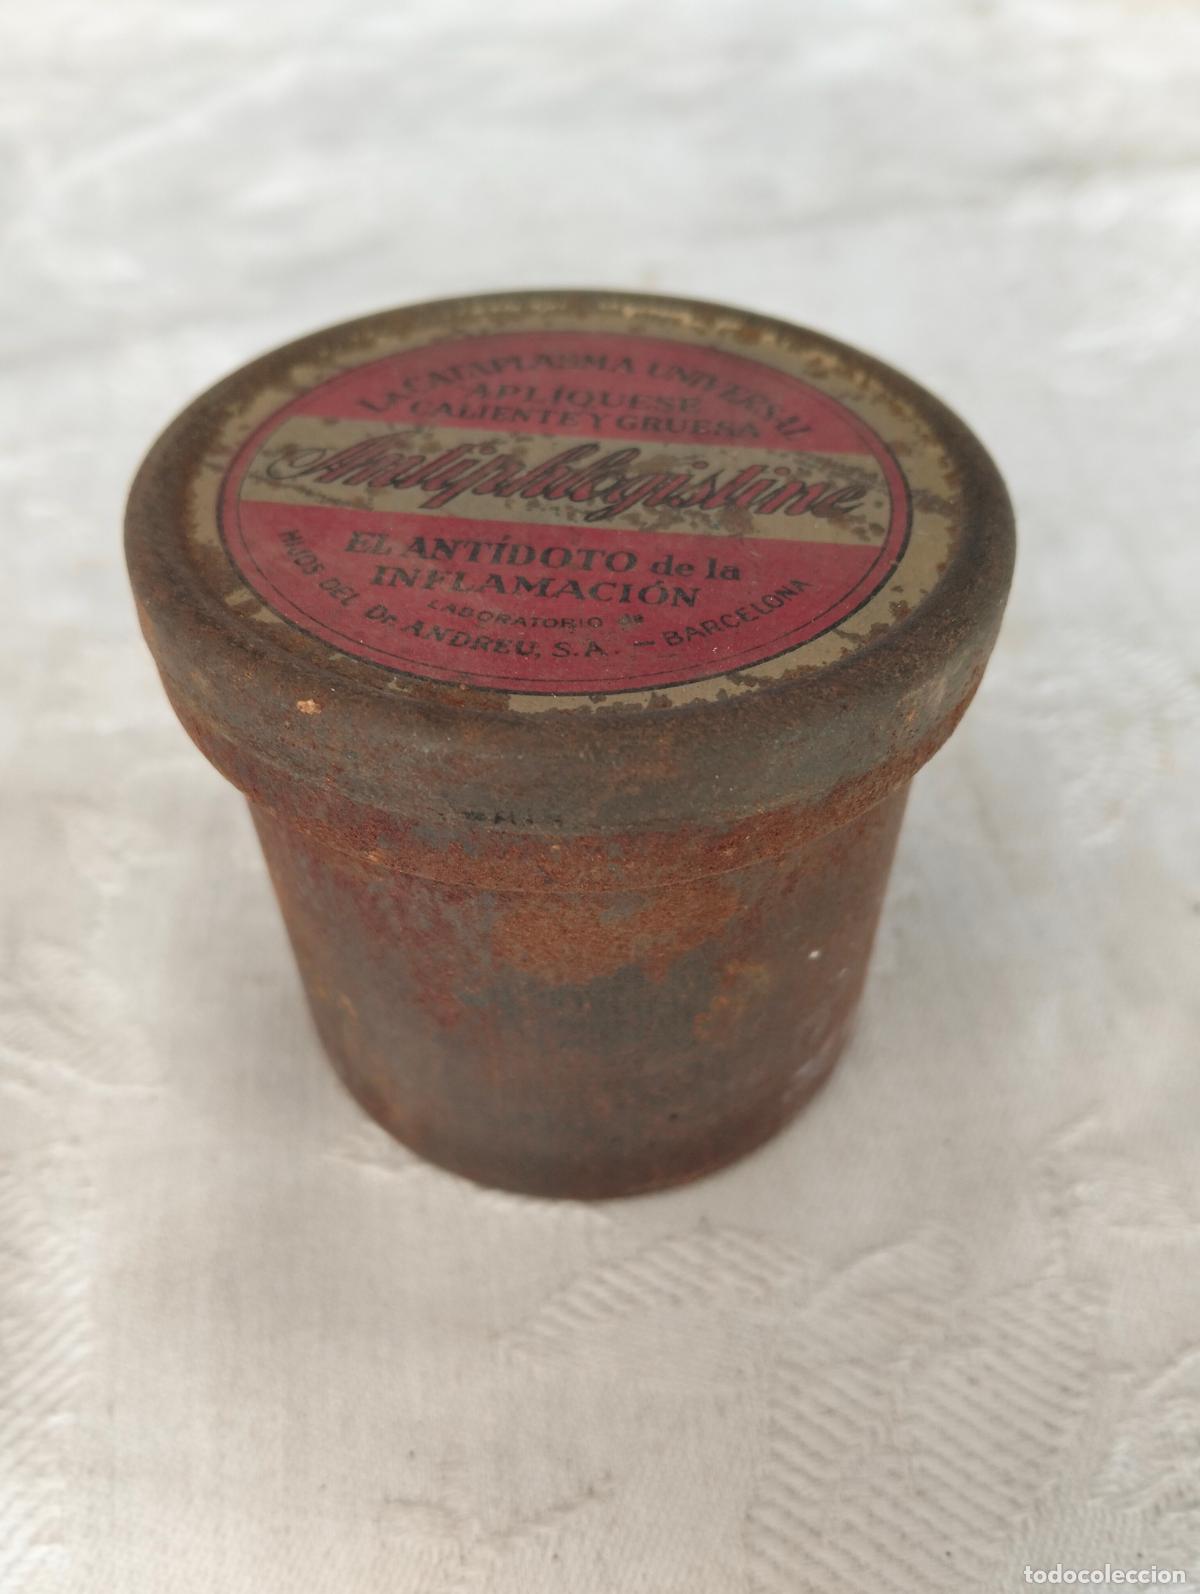 LA CATAPLASMA UNIVERSAL
APLÍQUESE
CALIENTE Y GRUESA
Antiphlogistine
EL ANTÍDOTO de la
INFLAMACIÓN
LABORATORIO de
HIJOS DEL Dr. ANDREU, S.A. - BARCELONA
todocoleccion